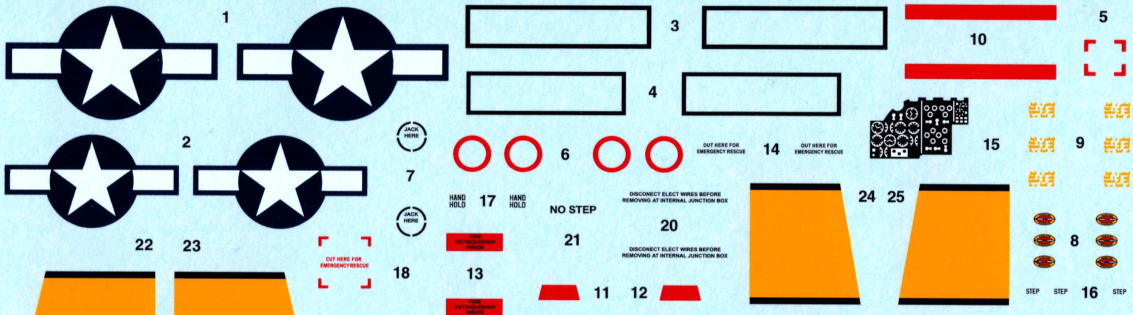 1
3
5
10
4
2
JACK
HERE
7
6
OUT HERE FOR
EMERGENCY RESCUE
14
OUT HERE FOR
EMERGENCY RESCUE
15
9
HAND
HOLD
17
HAND
HOLD
JACK
HERE
NO STEP
DISCONECT ELECT WIRES BEFORE
REMOVING AT INTERNAL JUNCTION BOX
20
24 25
22 23
CUT HERE FOR
EMERGENCY RESCUE
18
FIRE
EXTINGUISHER
INSIDE
21
DISCONECT ELECT WIRES BEFORE
REMOVING AT INTERNAL JUNCTION BOX
8
13
11 12
FIRE
EXTINGUISHER
INSIDE
STEP STEP 16 STEP